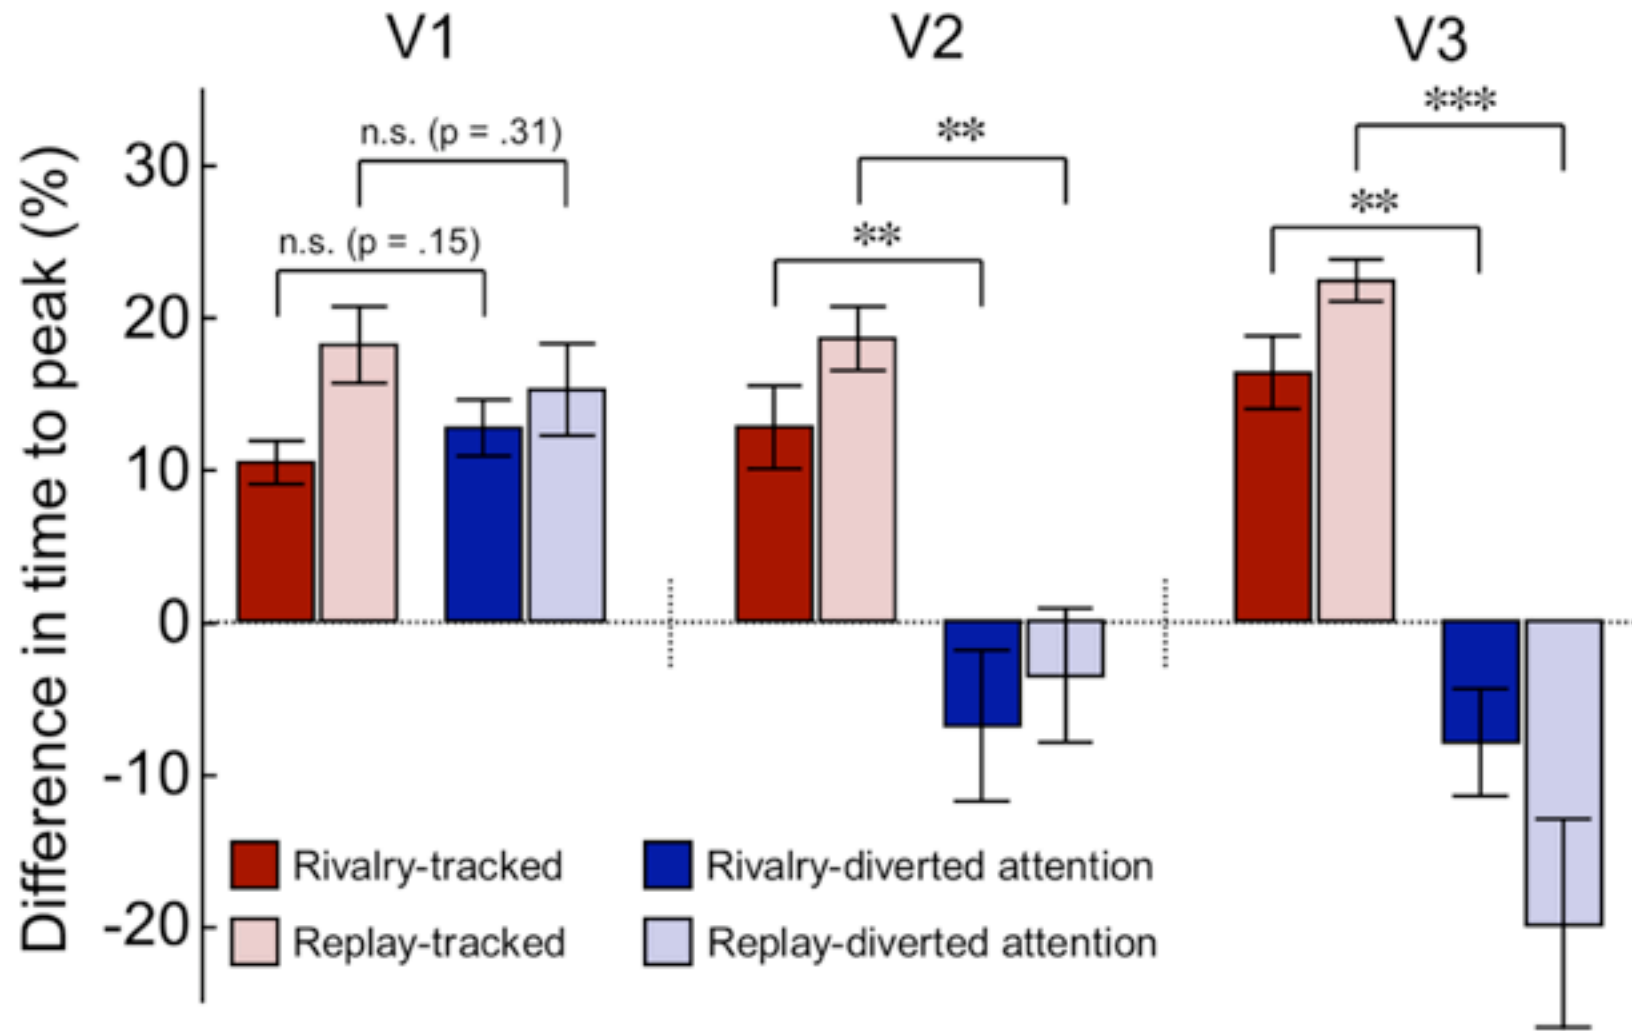 V1 V2 V3
Difference in time to peak (%)
30
20
10
0
-10
-20
n.s. (p = .31)
n.s. (p = .15)
**
**
***
**
Rivalry-tracked
Rivalry-diverted attention
Replay-tracked
Replay-diverted attention